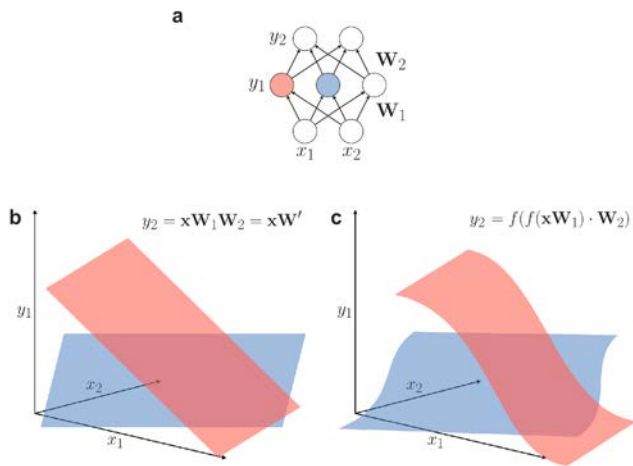 a
y₂
W₂
y₁
W₁
x₁ x₂
b
y₂ = xW₁W₂ = xW′
y₁
x₂
x₁
c
y₂ = f(f(xW₁) · W₂)
y₁
x₂
x₁